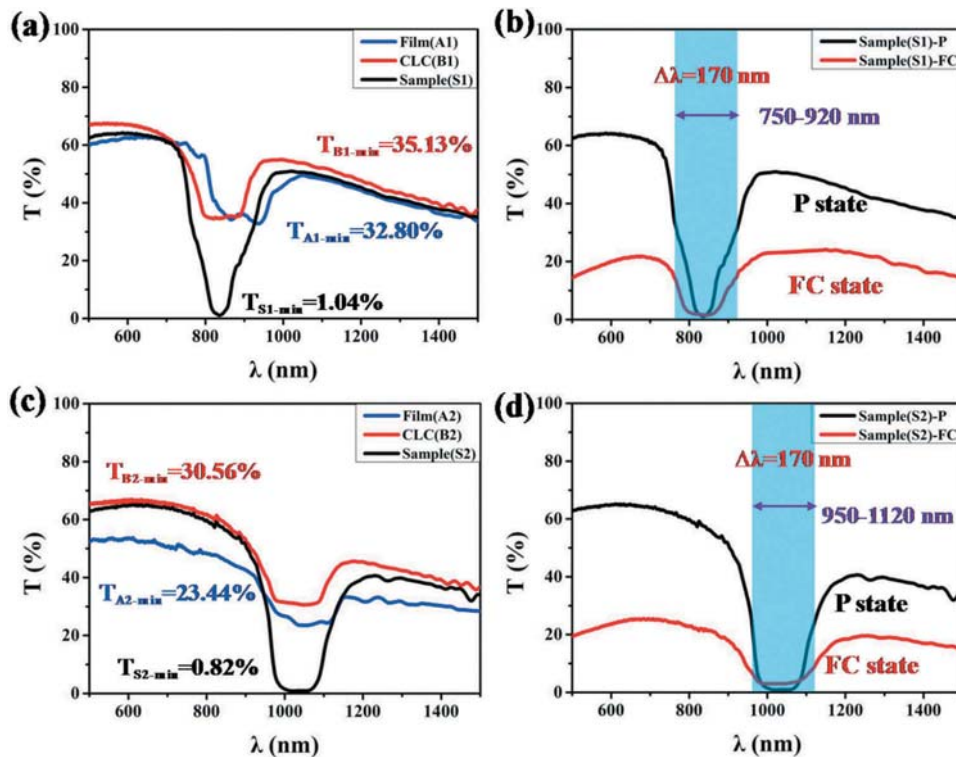 (a)
100
80
60
40
20
0
T (%)
Film(A1)
CLC(B1)
Sample(S1)
T_B1-min=35.13%
T_A1-min=32.80%
T_S1-min=1.04%
600 800 1000 1200 1400
λ (nm)
(b)
100
80
60
40
20
0
T (%)
Sample(S1)-P
Sample(S1)-FC
Δλ=170 nm
750-920 nm
P state
FC state
600 800 1000 1200 1400
λ (nm)
(c)
100
80
60
40
20
0
T (%)
Film(A2)
CLC(B2)
Sample(S2)
T_B2-min=30.56%
T_A2-min=23.44%
T_S2-min=0.82%
600 800 1000 1200 1400
λ (nm)
(d)
100
80
60
40
20
0
T (%)
Sample(S2)-P
Sample(S2)-FC
Δλ=170 nm
950-1120 nm
P state
FC state
600 800 1000 1200 1400
λ (nm)